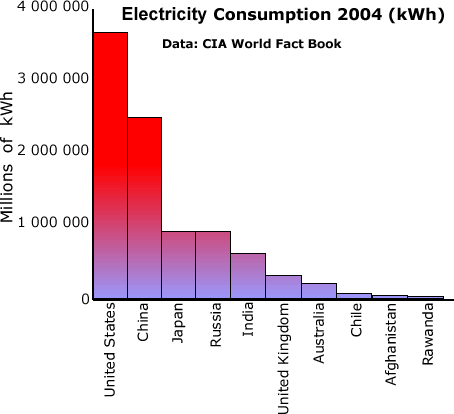 Electricity Consumption 2004 (kWh)
Data: CIA World Fact Book
Millions of kWh
4 000 000
3 000 000
2 000 000
1 000 000
0
United States
China
Japan
Russia
India
United Kingdom
Australia
Chile
Afghanistan
Rawanda